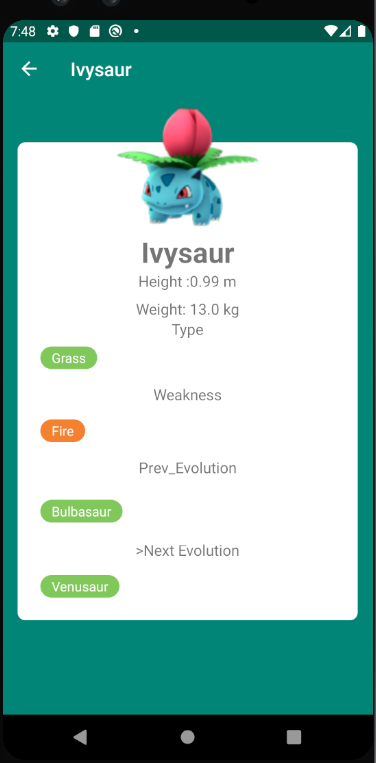 7:48
Ivysaur
Ivysaur
Height :0.99 m
Weight: 13.0 kg
Type
Grass
Weakness
Fire
Prev_Evolution
Bulbasaur
>Next Evolution
Venusaur